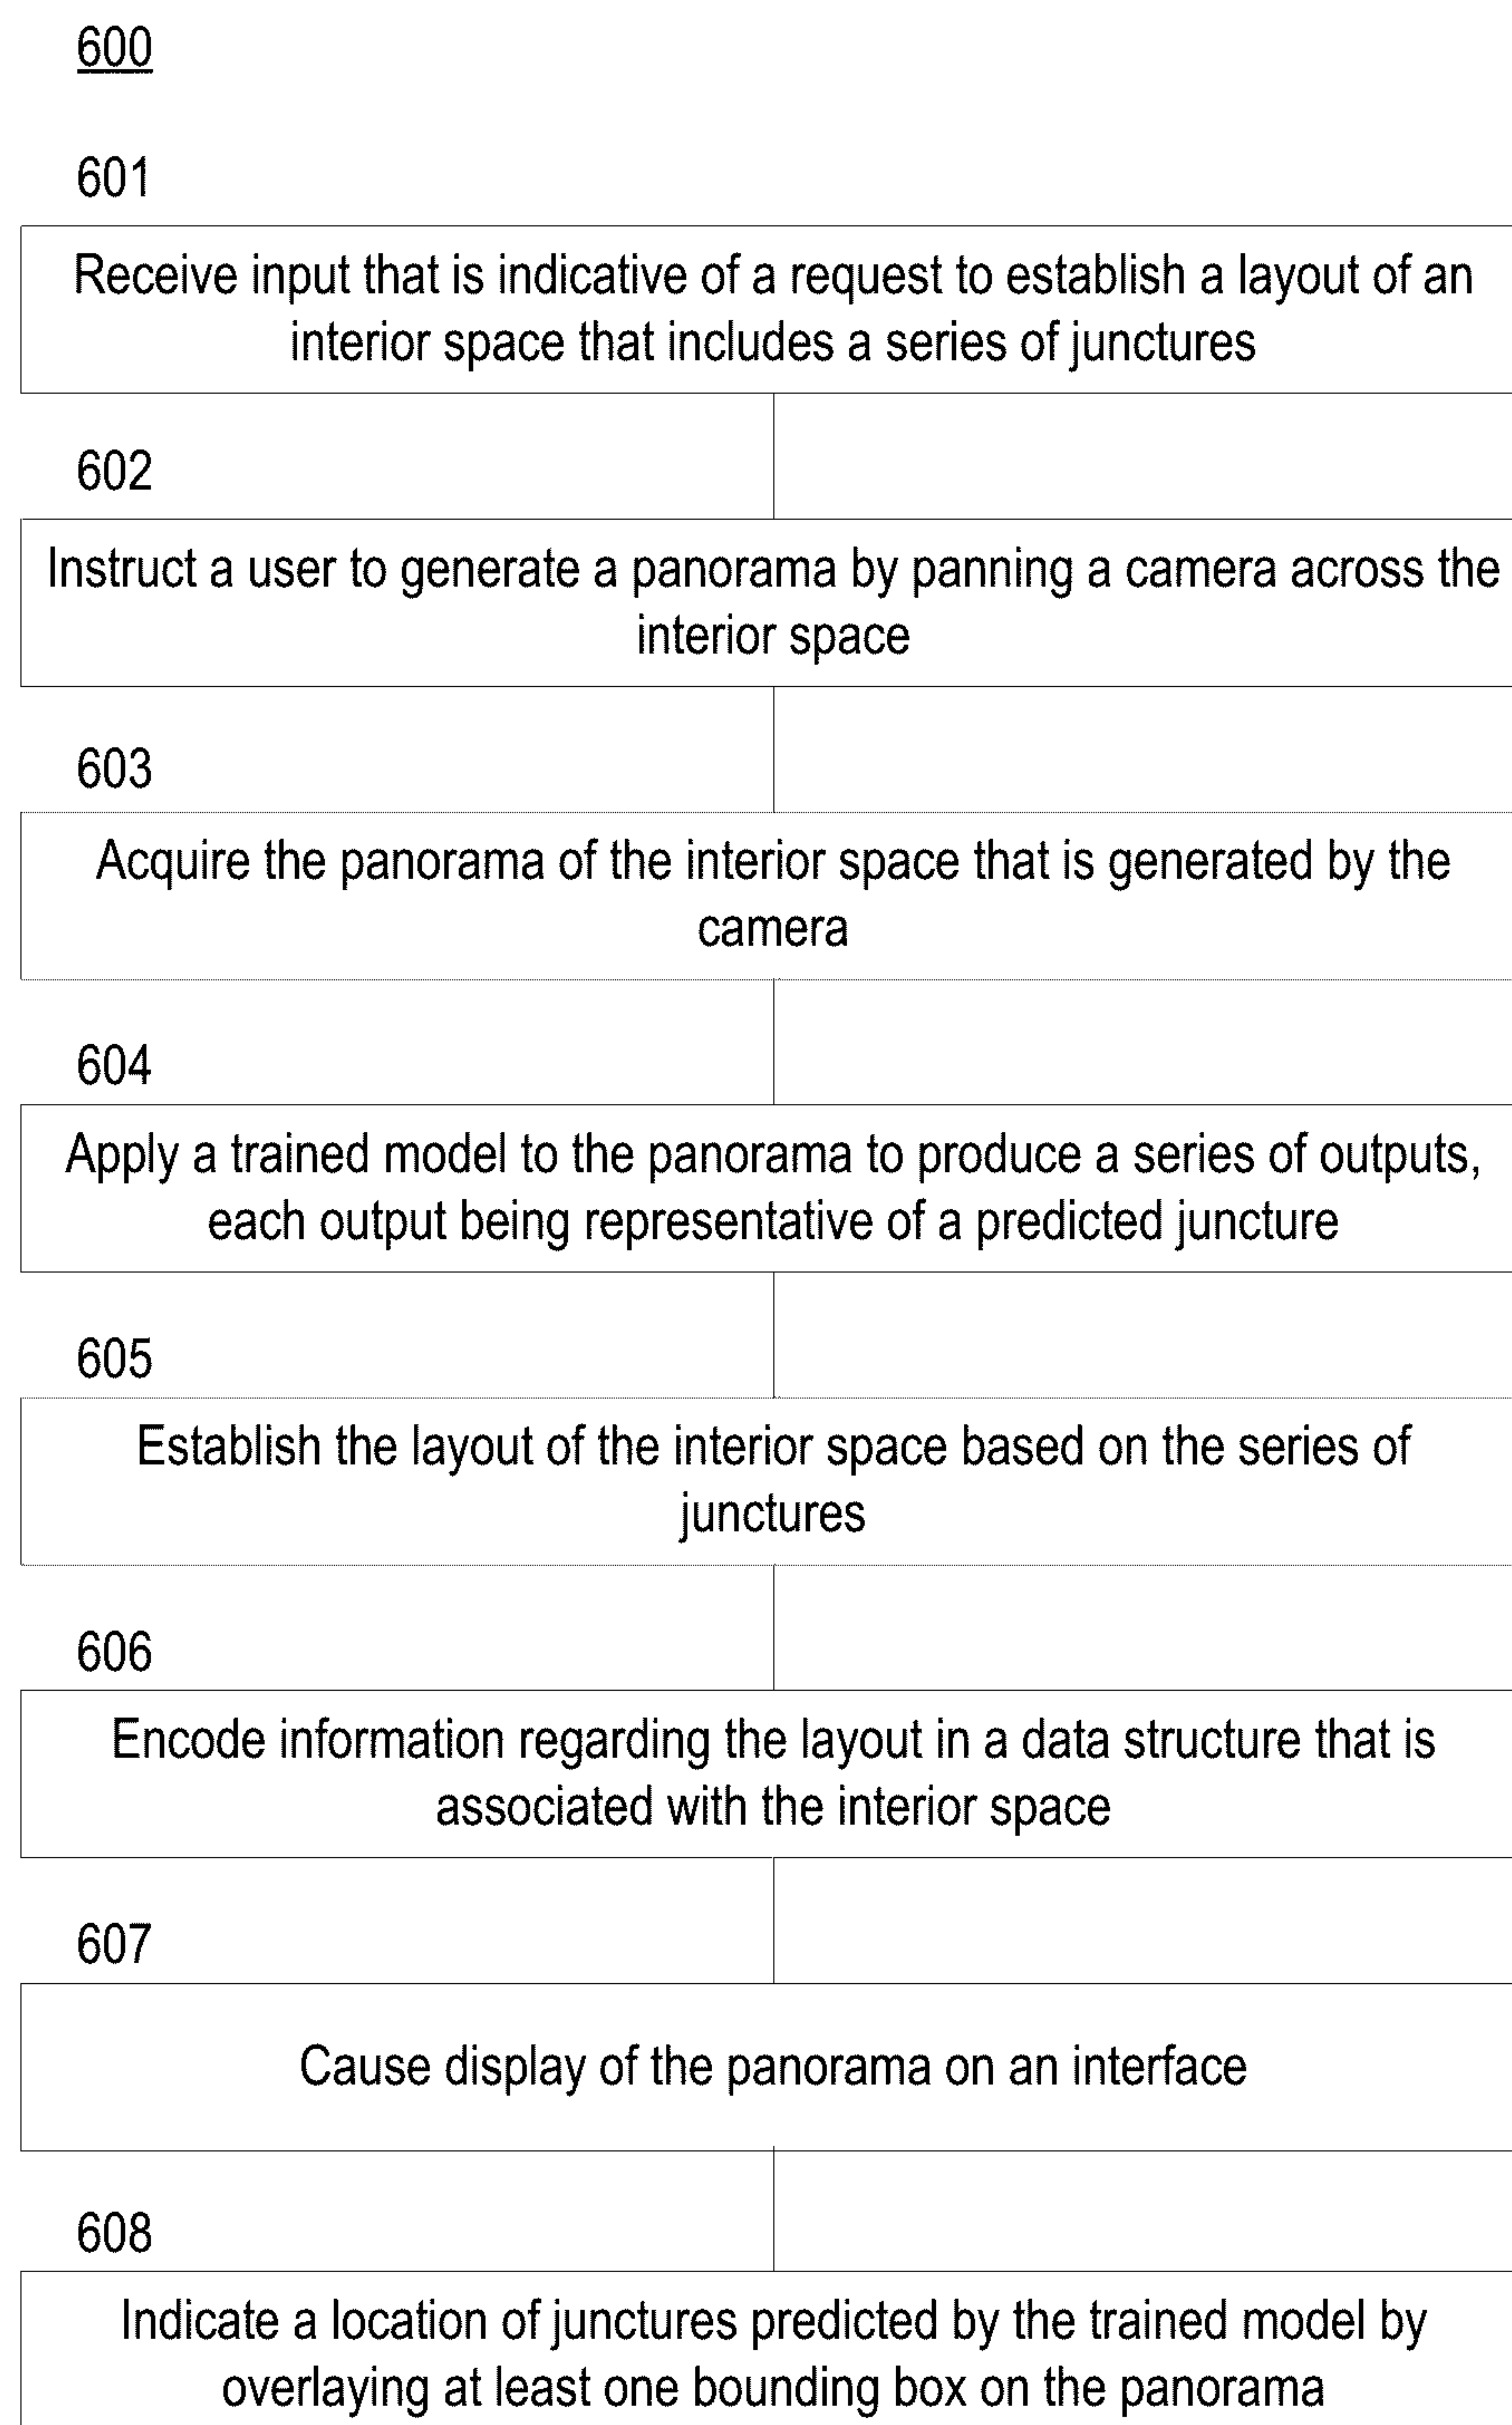 600
601
Receive input that is indicative of a request to establish a layout of an
interior space that includes a series of junctures
602
Instruct a user to generate a panorama by panning a camera across the
interior space
603
Acquire the panorama of the interior space that is generated by the
camera
604
Apply a trained model to the panorama to produce a series of outputs,
each output being representative of a predicted juncture
605
Establish the layout of the interior space based on the series of
junctures
606
Encode information regarding the layout in a data structure that is
associated with the interior space
607
Cause display of the panorama on an interface
608
Indicate a location of junctures predicted by the trained model by
overlaying at least one bounding box on the panorama